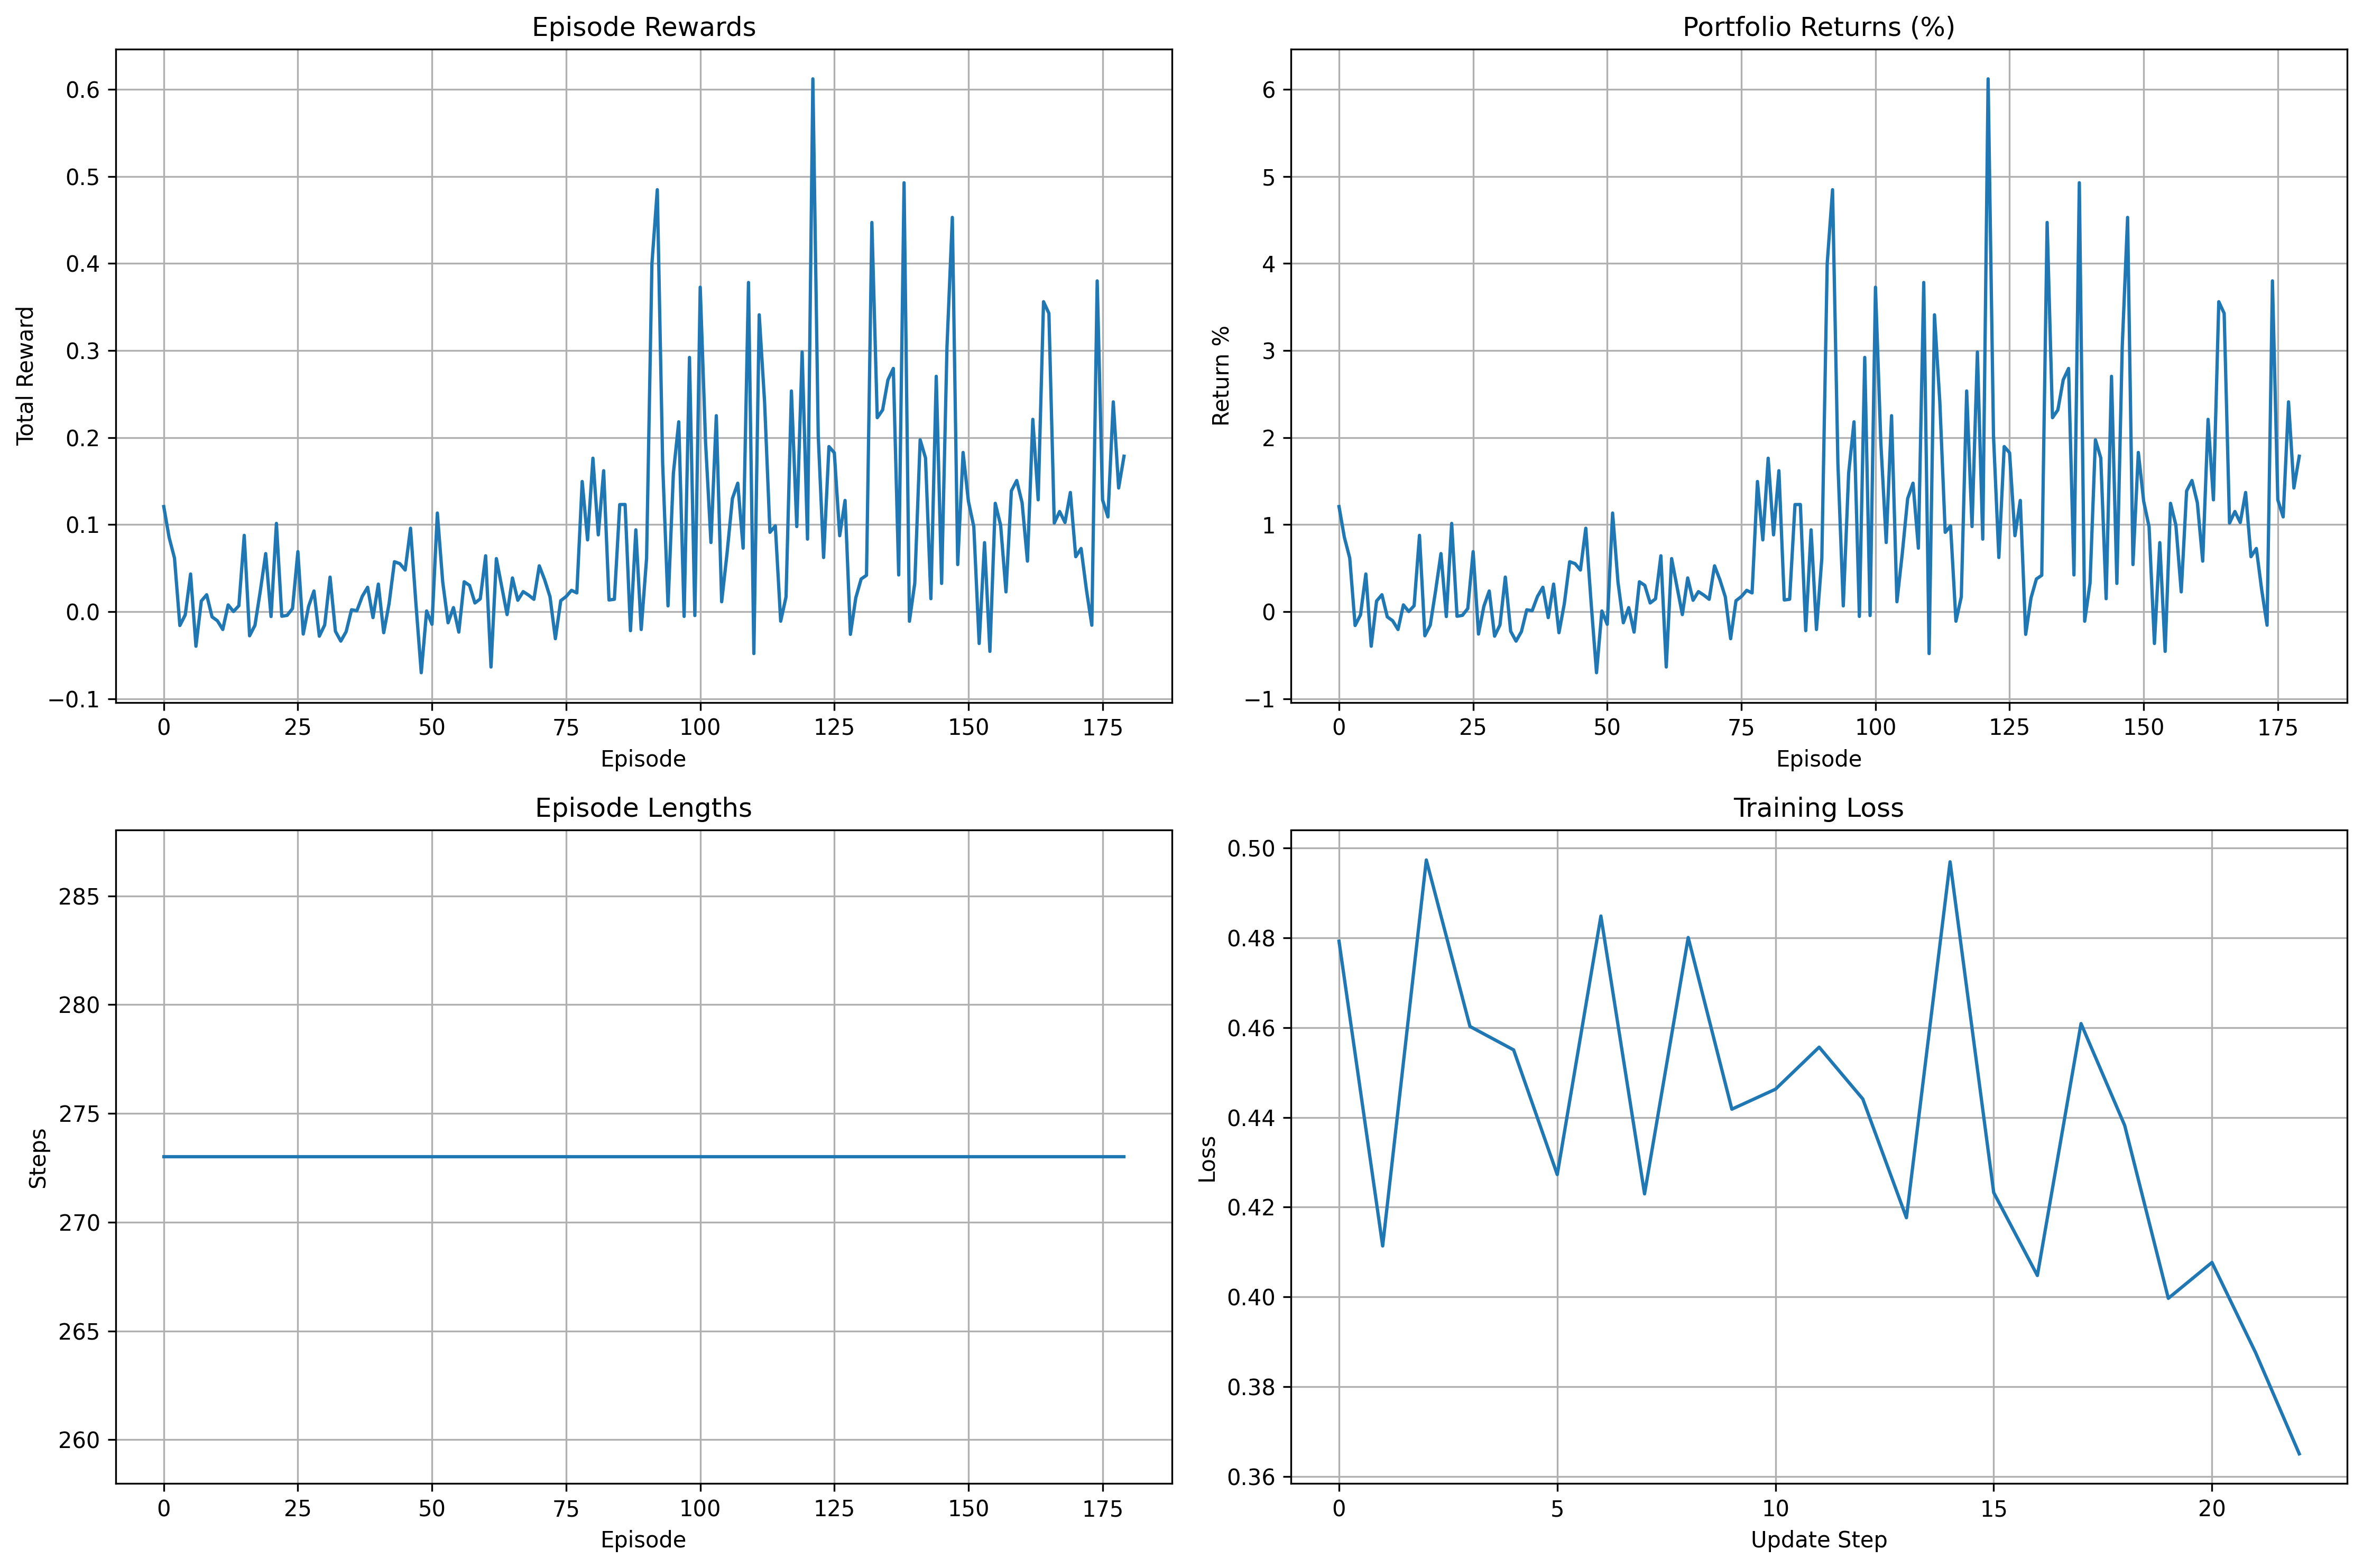 Episode Rewards
Total Reward
0.6
0.5
0.4
0.3
0.2
0.1
0.0
−0.1
0 25 50 75 100 125 150 175
Episode
Portfolio Returns (%)
Return %
6
5
4
3
2
1
0
−1
0 25 50 75 100 125 150 175
Episode
Episode Lengths
Steps
285
280
275
270
265
260
0 25 50 75 100 125 150 175
Episode
Training Loss
Loss
0.50
0.48
0.46
0.44
0.42
0.40
0.38
0.36
0 5 10 15 20
Update Step